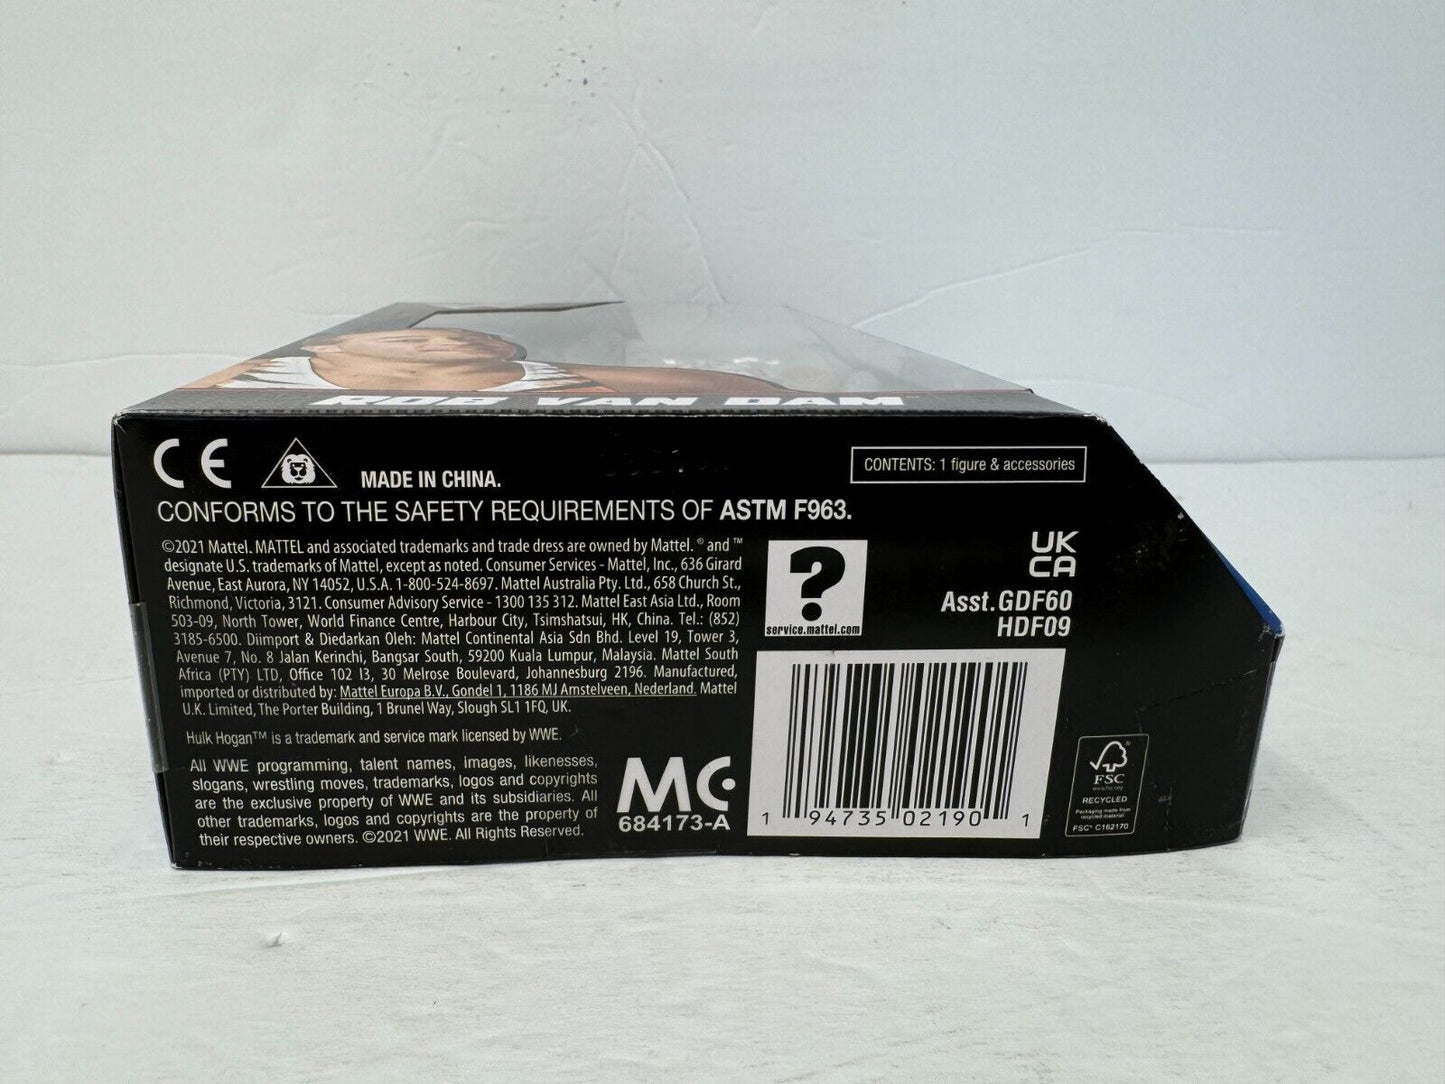 ROB VAN DAM™
CE
MADE IN CHINA.
CONTENTS: 1 figure & accessories
CONFORMS TO THE SAFETY REQUIREMENTS OF ASTM F963.
©2021 Mattel. MATTEL and associated trademarks and trade dress are owned by Mattel. ® and ™
designate U.S. trademarks of Mattel, except as noted. Consumer Services - Mattel, Inc., 636 Girard
Avenue, East Aurora, NY 14052, U.S.A. 1-800-524-8697. Mattel Australia Pty. Ltd., 658 Church St.,
Richmond, Victoria, 3121. Consumer Advisory Service - 1300 135 312. Mattel East Asia Ltd., Room
503-09, North Tower, World Finance Centre, Harbour City, Tsimshatsui, HK, China. Tel.: (852)
3185-6500. Diimport & Diedarkan Oleh: Mattel Continental Asia Sdn Bhd. Level 19, Tower 3,
Avenue 7, No. 8 Jalan Kerinchi, Bangsar South, 59200 Kuala Lumpur, Malaysia. Mattel South
Africa (PTY) LTD, Office 102 I3, 30 Melrose Boulevard, Johannesburg 2196. Manufactured,
imported or distributed by: Mattel Europa B.V., Gondel 1, 1186 MJ Amstelveen, Nederland. Mattel
U.K. Limited, The Porter Building, 1 Brunel Way, Slough SL1 1FQ, UK.
Hulk Hogan™ is a trademark and service mark licensed by WWE.
All WWE programming, talent names, images, likenesses,
slogans, wrestling moves, trademarks, logos and copyrights
are the exclusive property of WWE and its subsidiaries. All
other trademarks, logos and copyrights are the property of
their respective owners. ©2021 WWE. All Rights Reserved.
MC
684173-A
?
service.mattel.com
UK
CA
Asst.GDF60
HDF09
1 94735 02190 1
FSC
www.fsc.org
RECYCLED
Packaging made from
recycled material
FSC® C162170